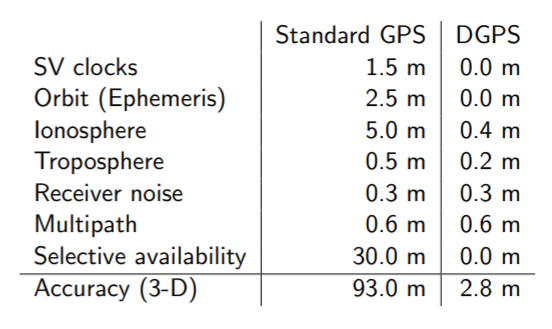 Standard GPS DGPS
SV clocks 1.5 m 0.0 m
Orbit (Ephemeris) 2.5 m 0.0 m
Ionosphere 5.0 m 0.4 m
Troposphere 0.5 m 0.2 m
Receiver noise 0.3 m 0.3 m
Multipath 0.6 m 0.6 m
Selective availability 30.0 m 0.0 m
Accuracy (3-D) 93.0 m 2.8 m